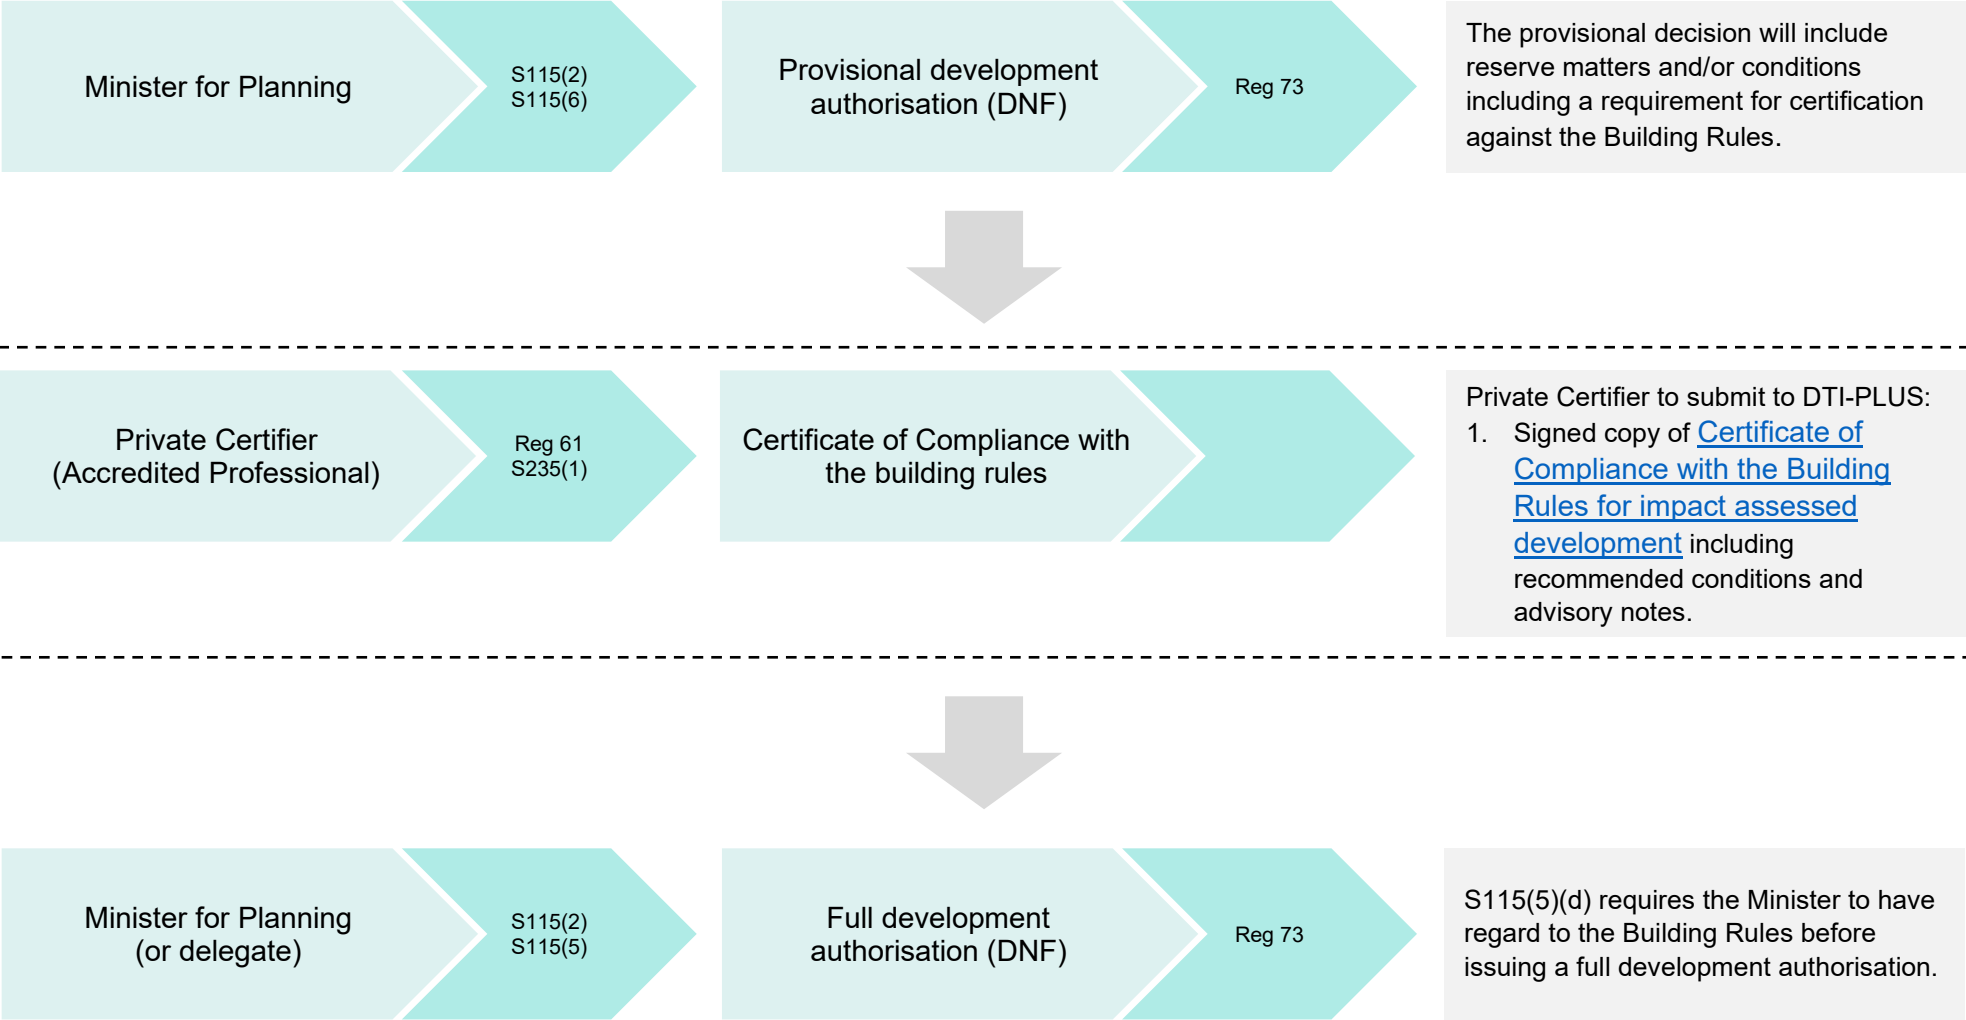 Minister for Planning
S115(2)
S115(6)
Provisional development
authorisation (DNF)
Reg 73
The provisional decision will include
reserve matters and/or conditions
including a requirement for certification
against the Building Rules.
Private Certifier
(Accredited Professional)
Reg 61
S235(1)
Certificate of Compliance with
the building rules
Private Certifier to submit to DTI-PLUS:
1. Signed copy of Certificate of
Compliance with the Building
Rules for impact assessed
development including
recommended conditions and
advisory notes.
Minister for Planning
(or delegate)
S115(2)
S115(5)
Full development
authorisation (DNF)
Reg 73
S115(5)(d) requires the Minister to have
regard to the Building Rules before
issuing a full development authorisation.